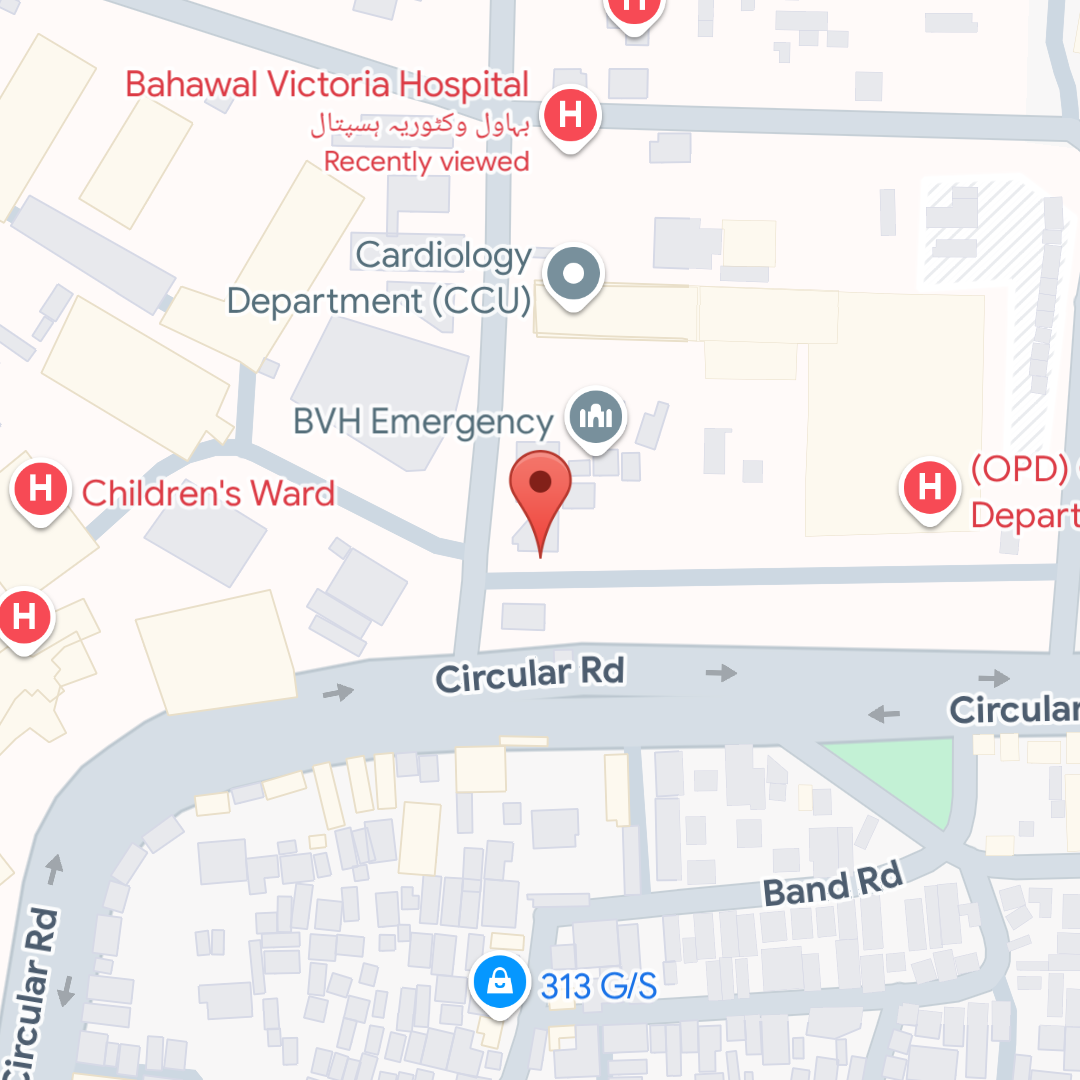 H
Bahawal Victoria Hospital
H
بہاول وکٹوریہ ہسپتال
Recently viewed
Cardiology
Department (CCU)
BVH Emergency
H
Children's Ward
H
(OPD)
Depart
H
Circular Rd
Circular
Band Rd
Circular Rd
313 G/S